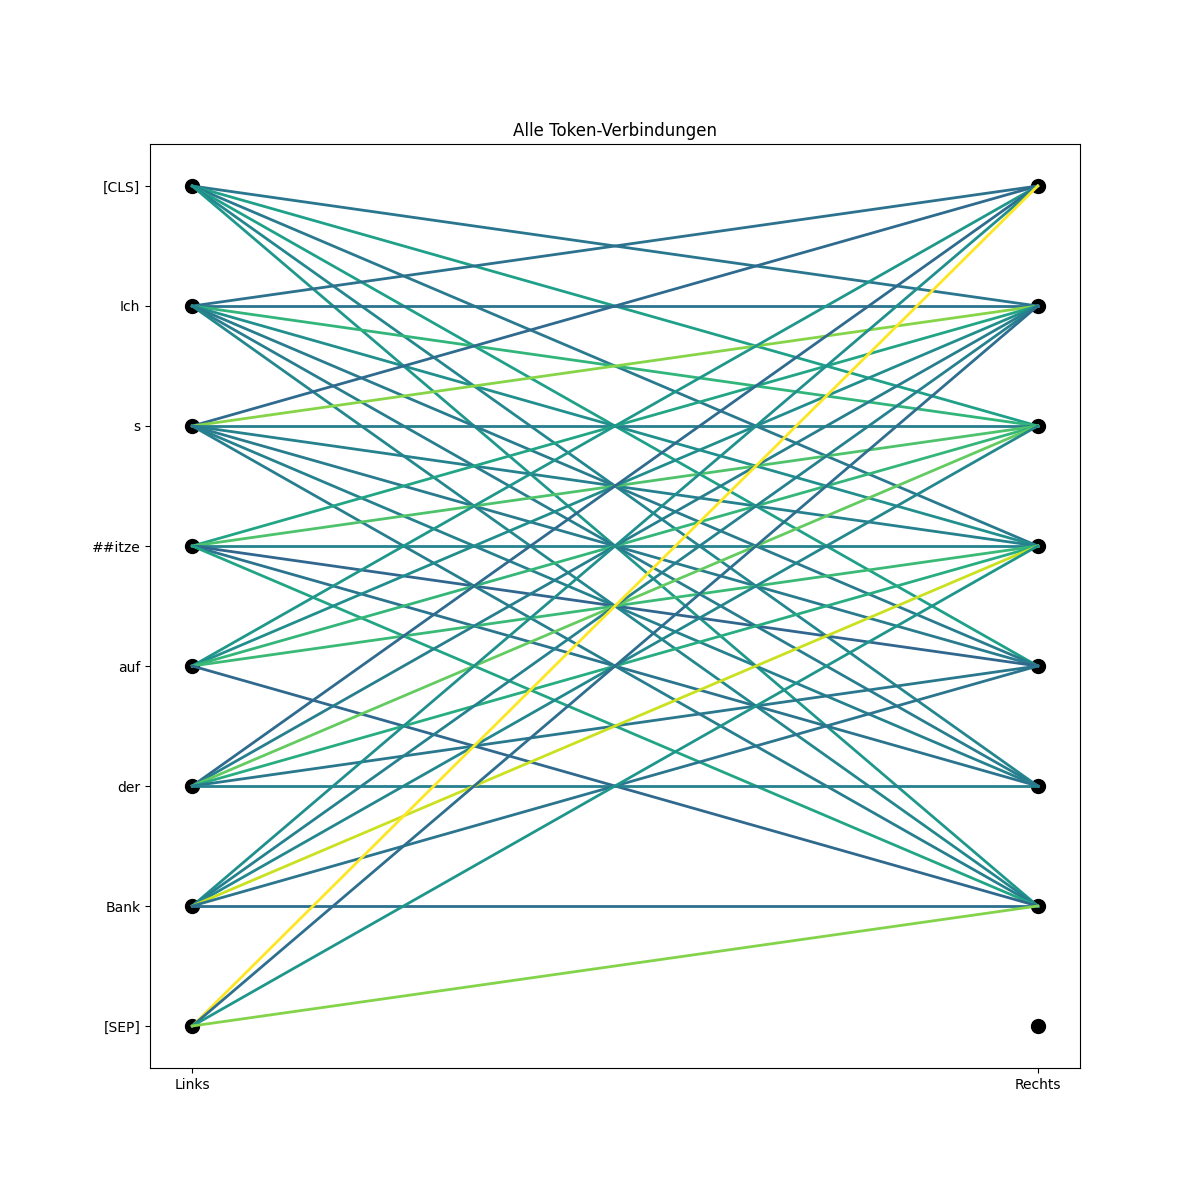 Alle Token-Verbindungen
[CLS]
Ich
s
##itze
auf
der
Bank
[SEP]
Links Rechts